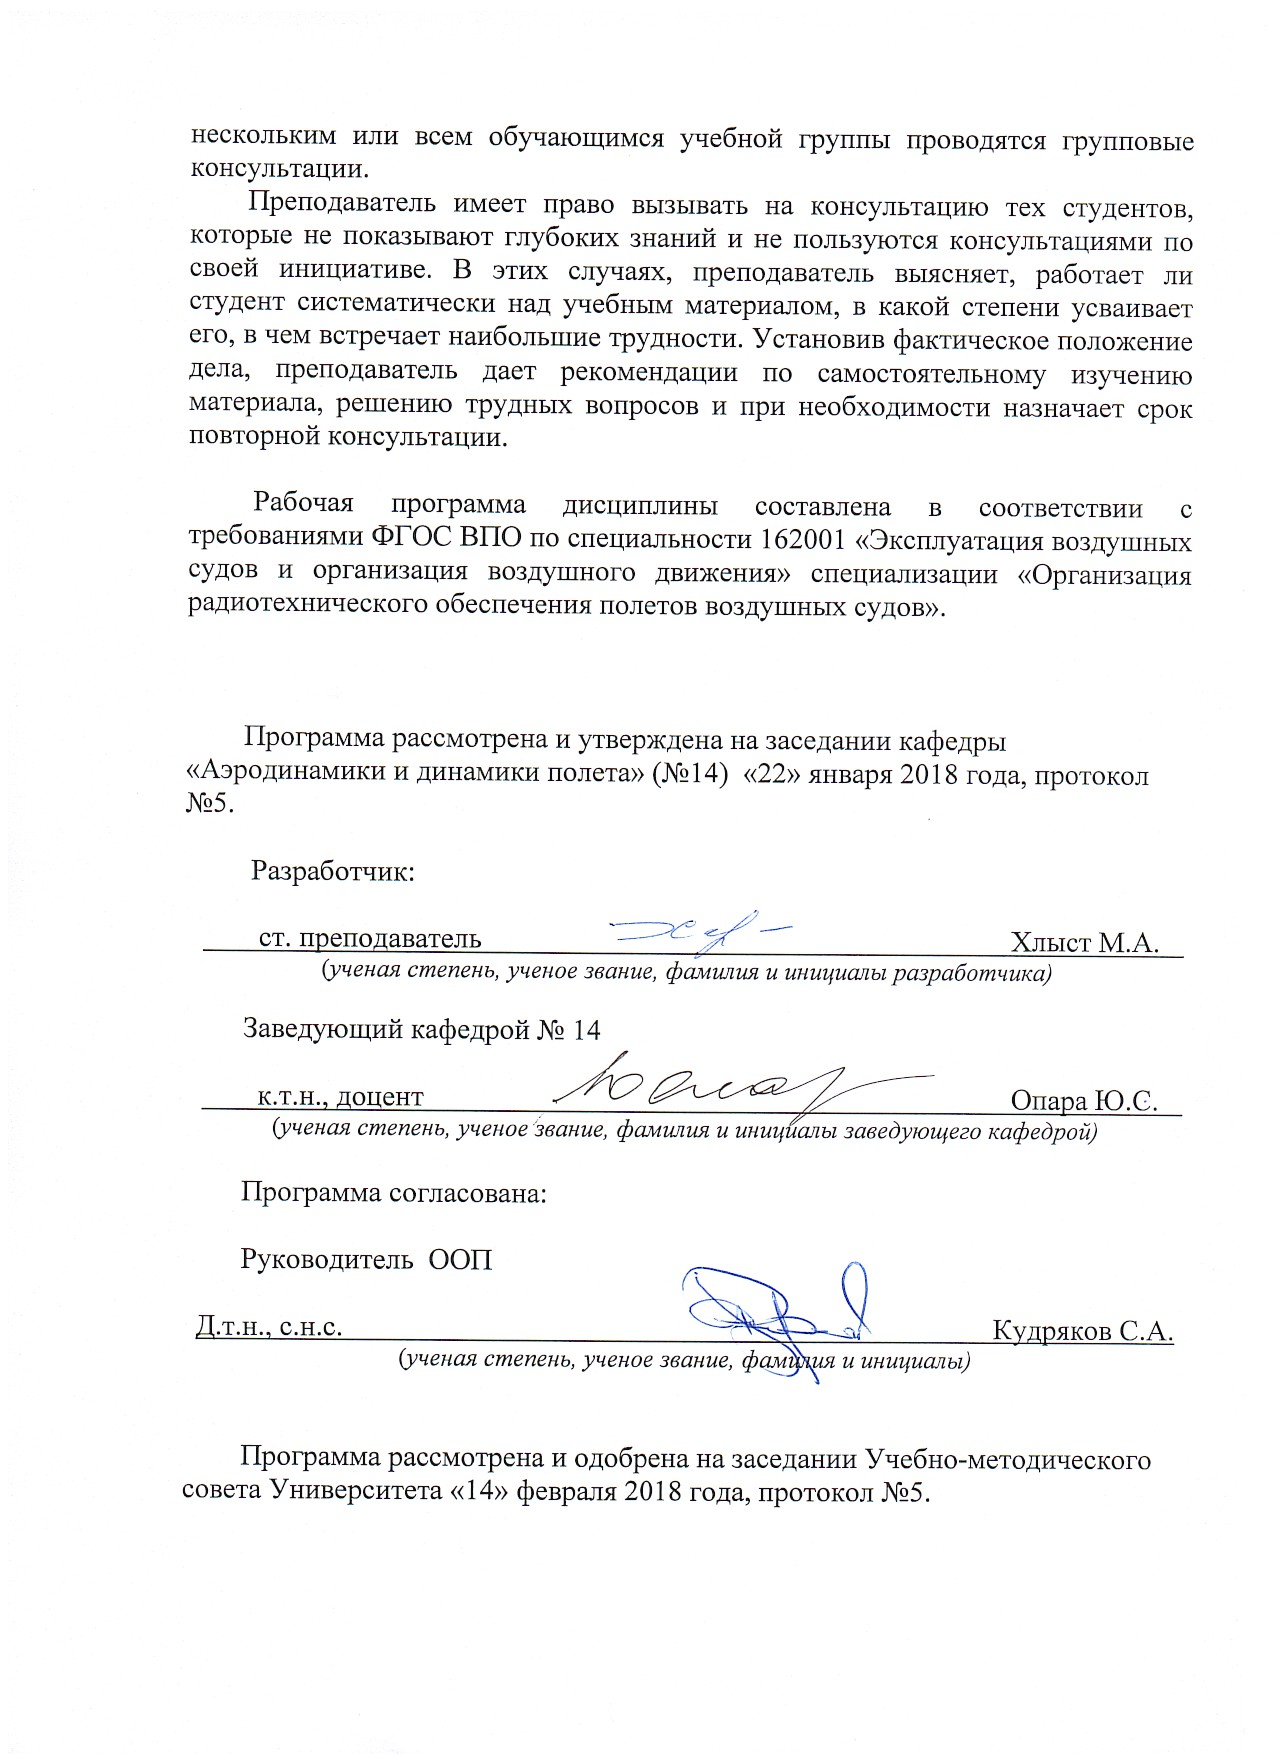 нескольким или всем обучающимся учебной группы проводятся групповые
консультации.
Преподаватель имеет право вызывать на консультацию тех студентов,
которые не показывают глубоких знаний и не пользуются консультациями по
своей инициативе. В этих случаях, преподаватель выясняет, работает ли
студент систематически над учебным материалом, в какой степени усваивает
его, в чем встречает наибольшие трудности. Установив фактическое положение
дела, преподаватель дает рекомендации по самостоятельному изучению
материала, решению трудных вопросов и при необходимости назначает срок
повторной консультации.
Рабочая программа дисциплины составлена в соответствии с
требованиями ФГОС ВПО по специальности 162001 «Эксплуатация воздушных
судов и организация воздушного движения» специализации «Организация
радиотехнического обеспечения полетов воздушных судов».
Программа рассмотрена и утверждена на заседании кафедры
«Аэродинамики и динамики полета» (№14) «22» января 2018 года, протокол
№5.
Разработчик:
ст. преподаватель Хлыст М.А.
(ученая степень, ученое звание, фамилия и инициалы разработчика)
Заведующий кафедрой № 14
к.т.н., доцент Опара Ю.С.
(ученая степень, ученое звание, фамилия и инициалы заведующего кафедрой)
Программа согласована:
Руководитель ООП
Д.т.н., с.н.с. Кудряков С.А.
(ученая степень, ученое звание, фамилия и инициалы)
Программа рассмотрена и одобрена на заседании Учебно-методического
совета Университета «14» февраля 2018 года, протокол №5.